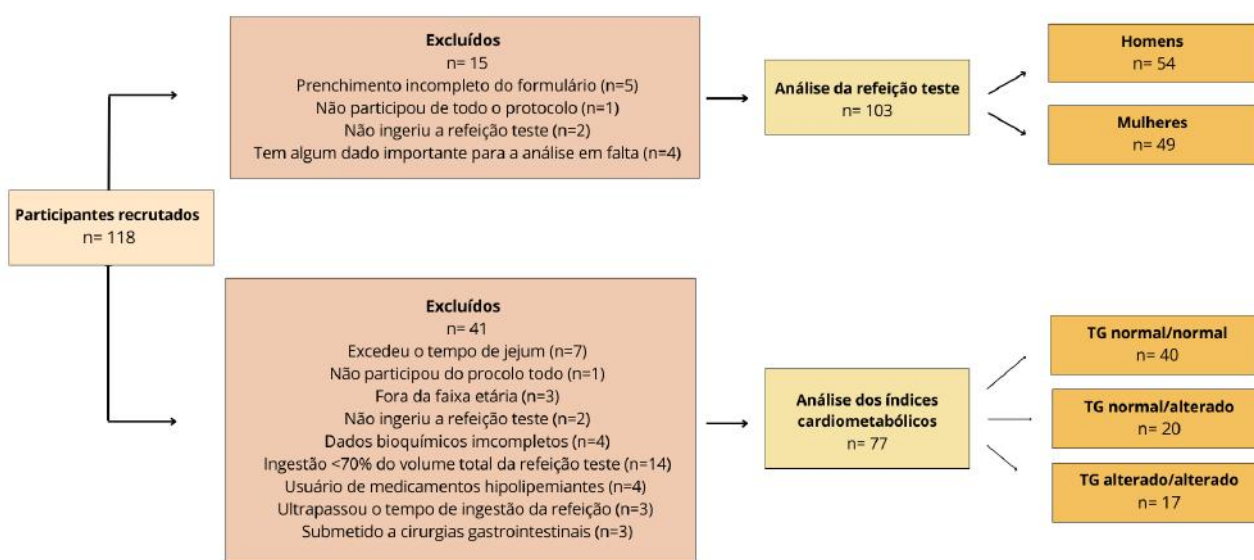 Participantes recrutados
n= 118
Excluídos
n= 15
Prenchimento incompleto do formulário (n=5)
Não participou de todo o protocolo (n=1)
Não ingeriu a refeição teste (n=2)
Tem algum dado importante para a análise em falta (n=4)
Análise da refeição teste
n= 103
Homens
n= 54
Mulheres
n= 49
Excluídos
n= 41
Excedeu o tempo de jejum (n=7)
Não participou do procolo todo (n=1)
Fora da faixa etária (n=3)
Não ingeriu a refeição teste (n=2)
Dados bioquímicos imcompletos (n=4)
Ingestão <70% do volume total da refeição teste (n=14)
Usuário de medicamentos hipolipemiantes (n=4)
Ultrapassou o tempo de ingestão da refeição (n=3)
Submetido a cirurgias gastrointestinais (n=3)
Análise dos índices
cardiometabólicos
n= 77
TG normal/normal
n= 40
TG normal/alterado
n= 20
TG alterado/alterado
n= 17